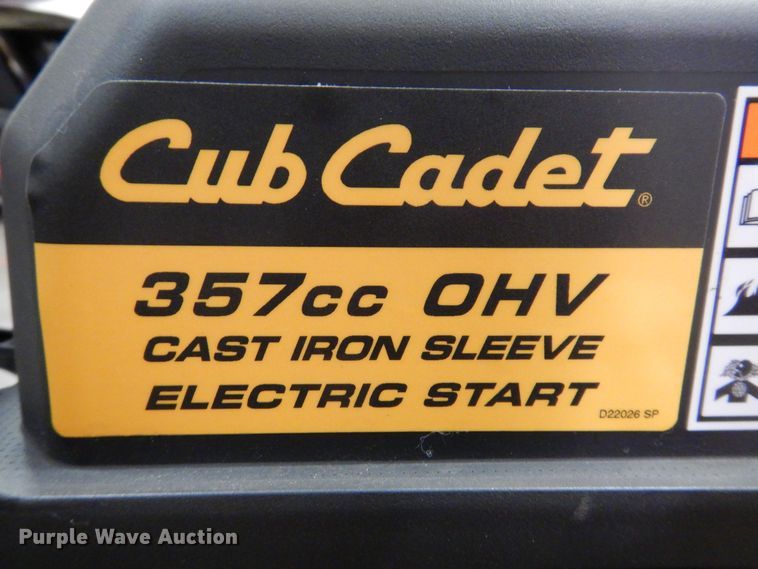 Cub Cadet®
357cc OHV
CAST IRON SLEEVE
ELECTRIC START
D22026 SP
Purple Wave Auction